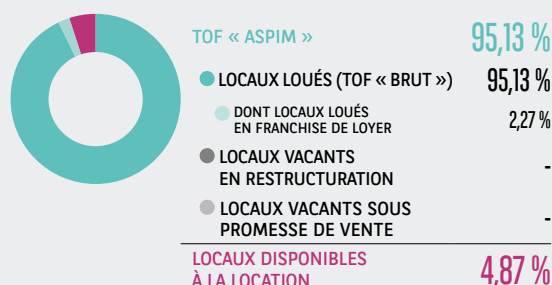 TOF « ASPIM » 95,13 %
LOCAUX LOUÉS (TOF « BRUT ») 95,13 %
DONT LOCAUX LOUÉS
EN FRANCHISE DE LOYER 2,27 %
LOCAUX VACANTS
EN RESTRUCTURATION -
LOCAUX VACANTS SOUS
PROMESSE DE VENTE -
LOCAUX DISPONIBLES
À LA LOCATION 4,87 %